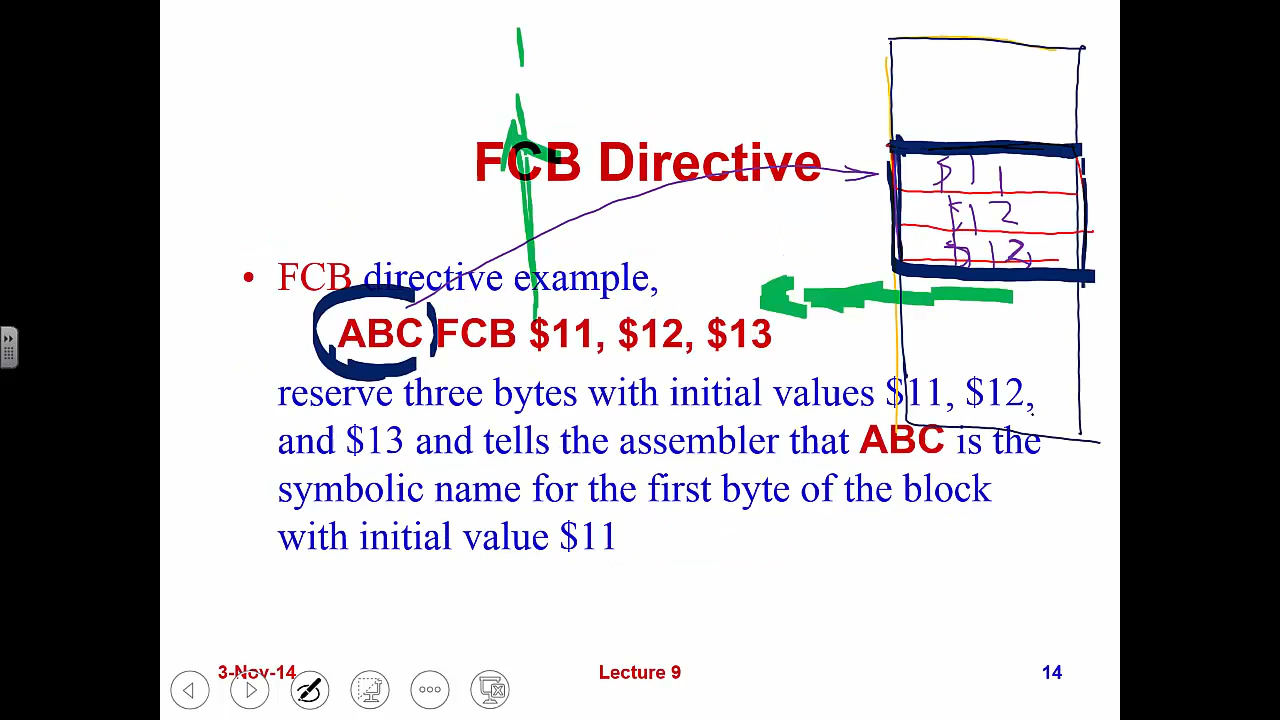 FCB Directive
$11
$12
• FCB directive example,
ABC FCB $11, $12, $13
reserve three bytes with initial values $11, $12,
and $13 and tells the assembler that ABC is the
symbolic name for the first byte of the block
with initial value $11
3-Nov-14
Lecture 9
14